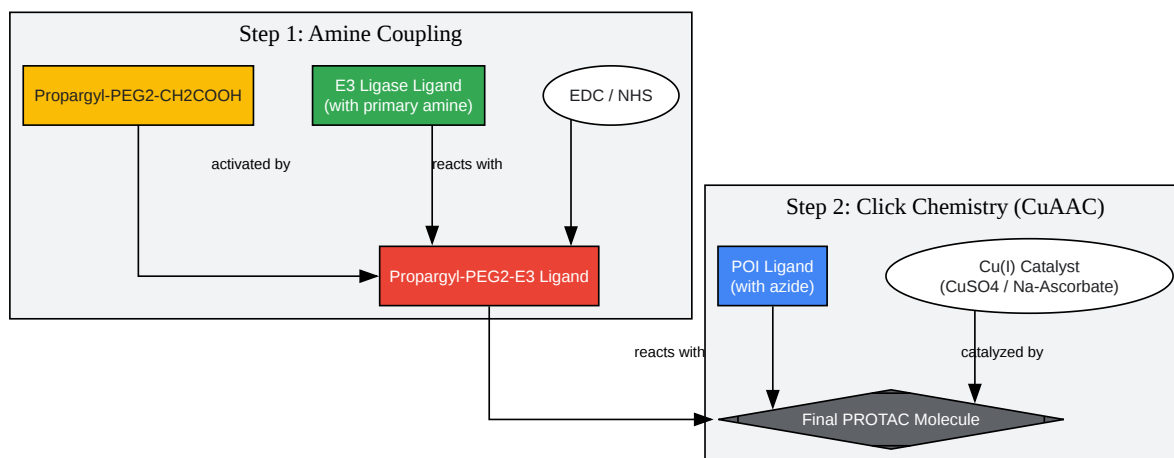 Step 1: Amine Coupling
Propargyl-PEG2-CH2COOH
E3 Ligase Ligand
(with primary amine)
EDC / NHS
activated by
reacts with
Propargyl-PEG2-E3 Ligand
Step 2: Click Chemistry (CuAAC)
POI Ligand
(with azide)
Cu(I) Catalyst
(CuSO4 / Na-Ascorbate)
reacts with
catalyzed by
Final PROTAC Molecule